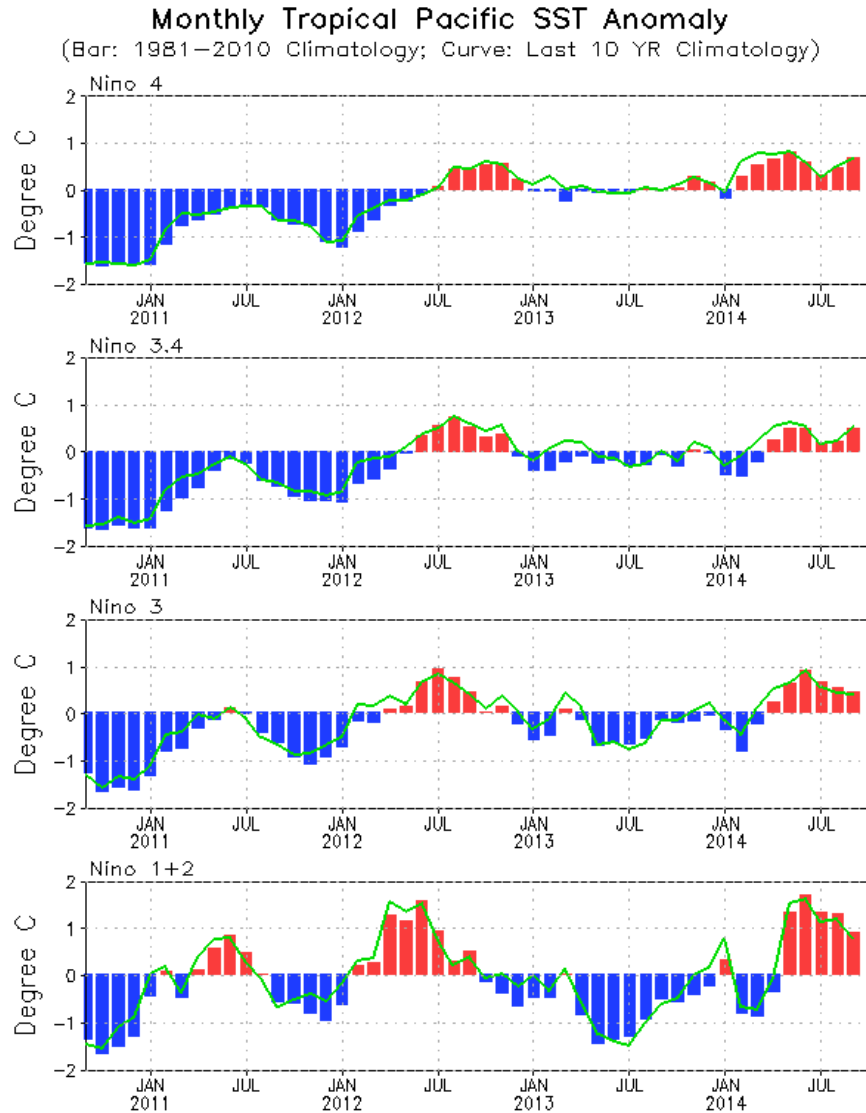 Monthly Tropical Pacific SST Anomaly
(Bar: 1981-2010 Climatology; Curve: Last 10 YR Climatology)
Nino 4
Degree C
2
1
0
-1
-2
JAN JUL JAN JUL JAN JUL JAN JUL
2011 2012 2013 2014
Nino 3.4
Degree C
2
1
0
-1
-2
JAN JUL JAN JUL JAN JUL JAN JUL
2011 2012 2013 2014
Nino 3
Degree C
2
1
0
-1
-2
JAN JUL JAN JUL JAN JUL JAN JUL
2011 2012 2013 2014
Nino 1+2
Degree C
2
1
0
-1
-2
JAN JUL JAN JUL JAN JUL JAN JUL
2011 2012 2013 2014